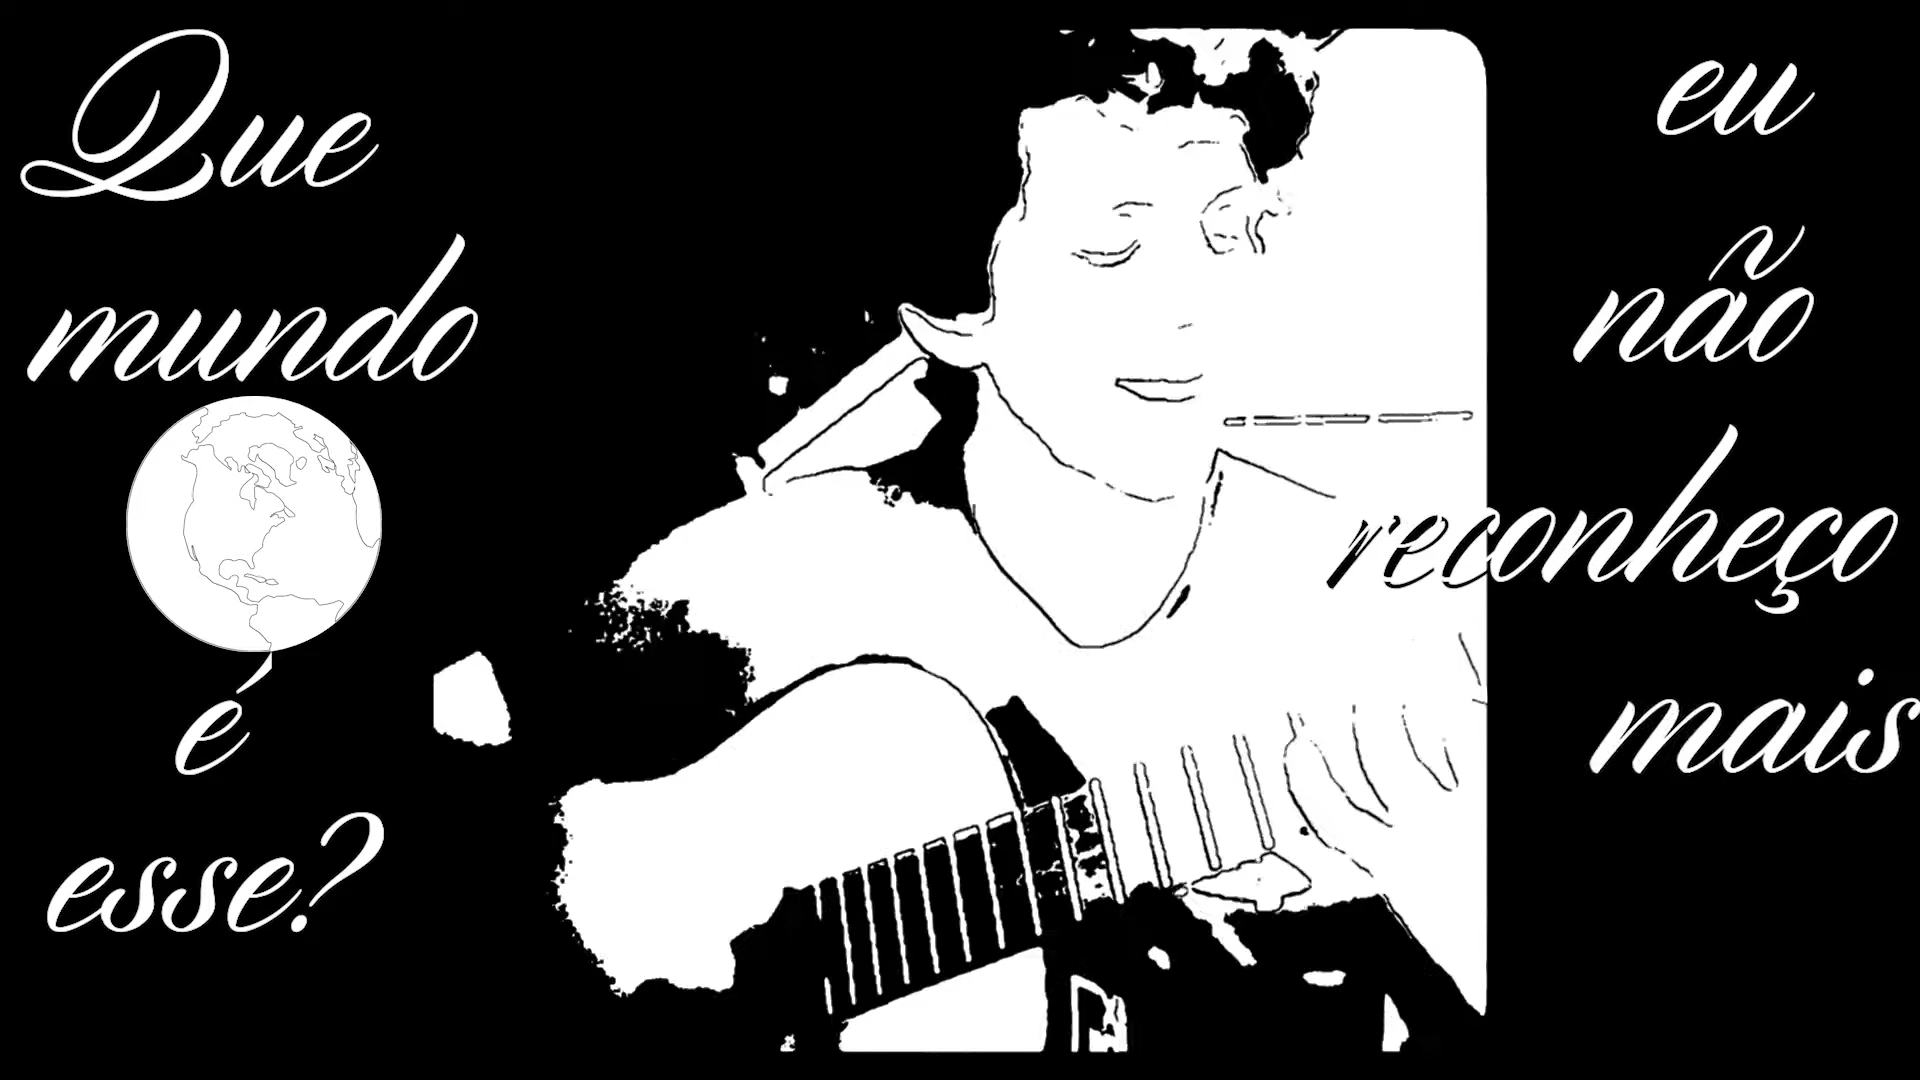 Que
mundo
é
esse?
eu
não
reconheço
mais